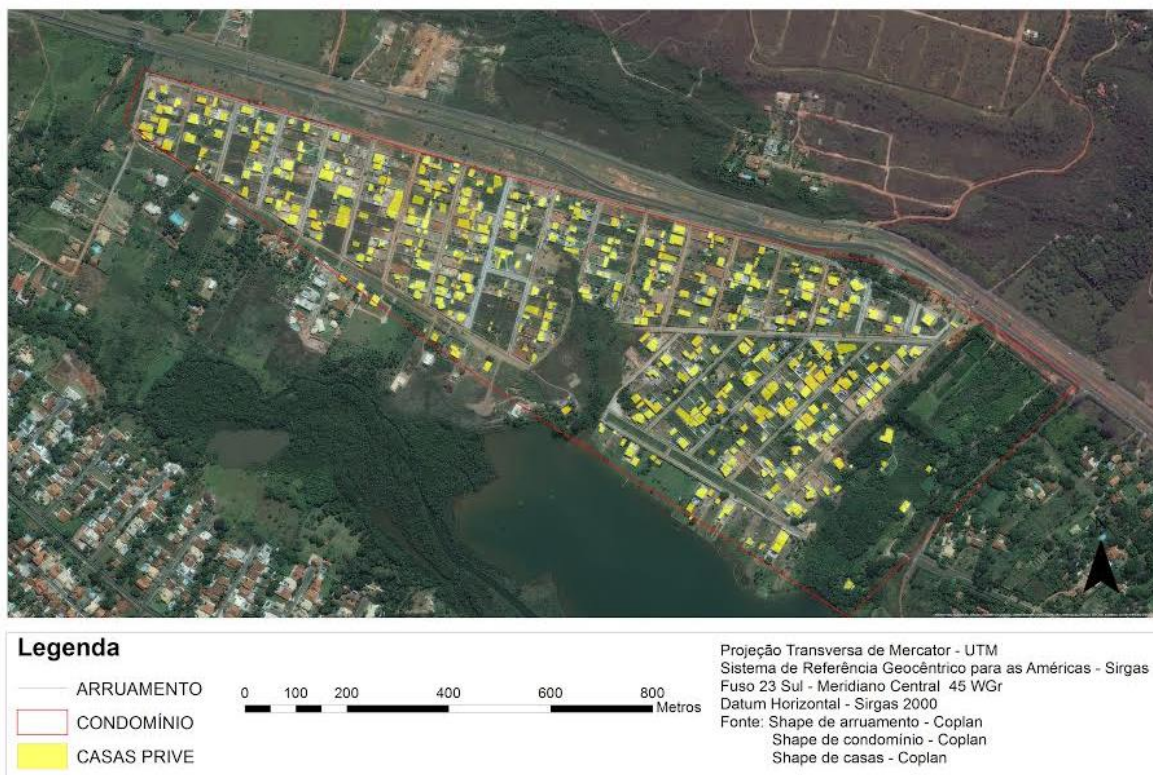 Legenda
ARRUAMENTO
CONDOMÍNIO
CASAS PRIVE
0 100 200 400 600 800
Metros
Projeção Transversa de Mercator - UTM
Sistema de Referência Geocêntrico para as Américas - Sirgas
Fuso 23 Sul - Meridiano Central 45 WGr
Datum Horizontal - Sirgas 2000
Fonte: Shape de arruamento - Coplan
Shape de condomínio - Coplan
Shape de casas - Coplan